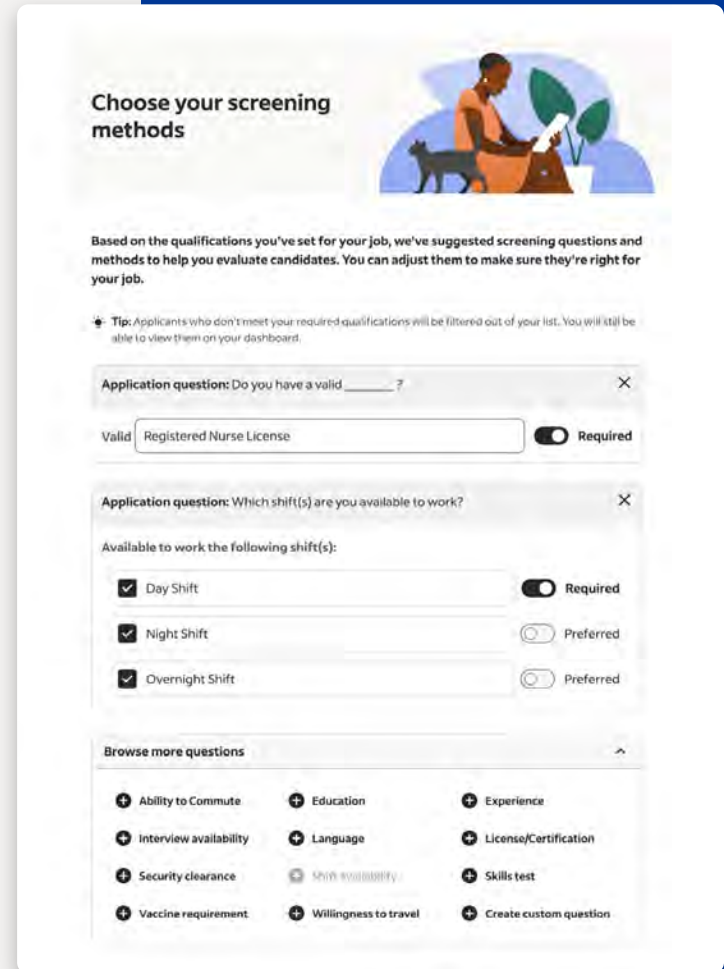 Choose your screening
methods
Based on the qualifications you've set for your job, we've suggested screening questions and
methods to help you evaluate candidates. You can adjust them to make sure they're right for
your job.
Tip: Applicants who don't meet your required qualifications will be filtered out of your list. You will still be
able to view them on your dashboard.
Application question: Do you have a valid ______ ?
Valid Registered Nurse License Required
Application question: Which shift(s) are you available to work?
Available to work the following shift(s):
Day Shift Required
Night Shift Preferred
Overnight Shift Preferred
Browse more questions
Ability to Commute Education Experience
Interview availability Language License/Certification
Security clearance Shift availability Skills test
Vaccine requirement Willingness to travel Create custom question